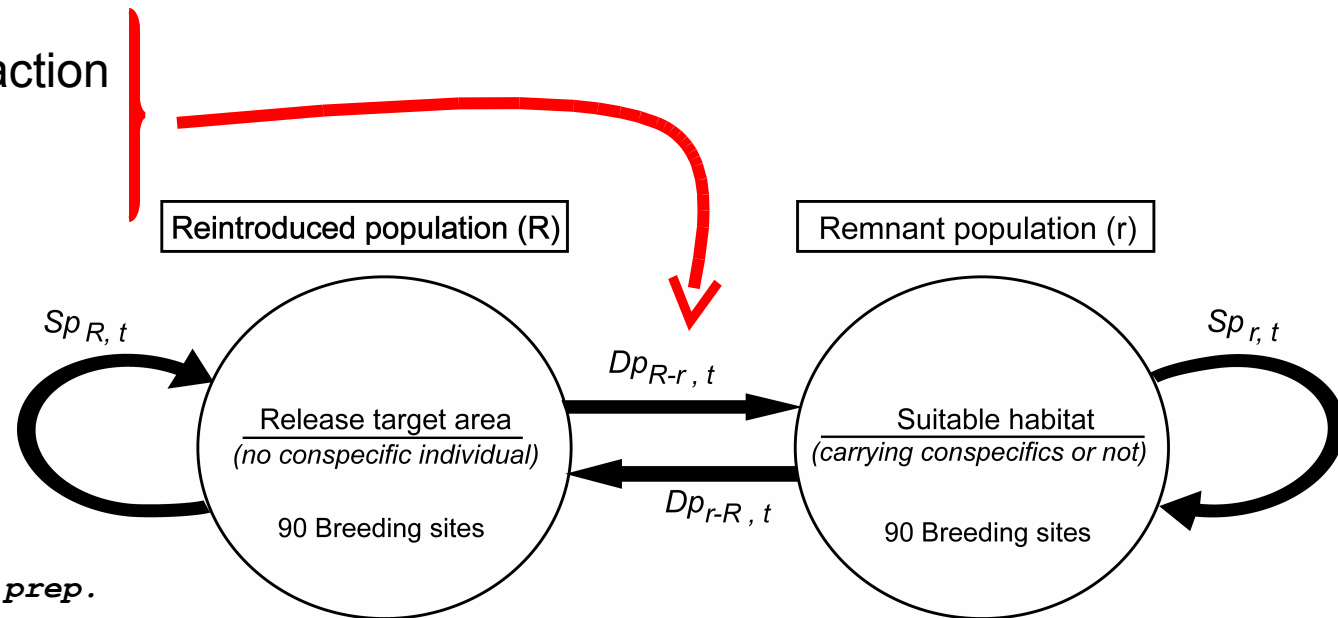 action
Reintroduced population (R)
Remnant population (r)
Sp R, t
Sp r, t
Dp R-r , t
Release target area
(no conspecific individual)
90 Breeding sites
Suitable habitat
(carrying conspecifics or not)
90 Breeding sites
Dp r-R , t
prep.